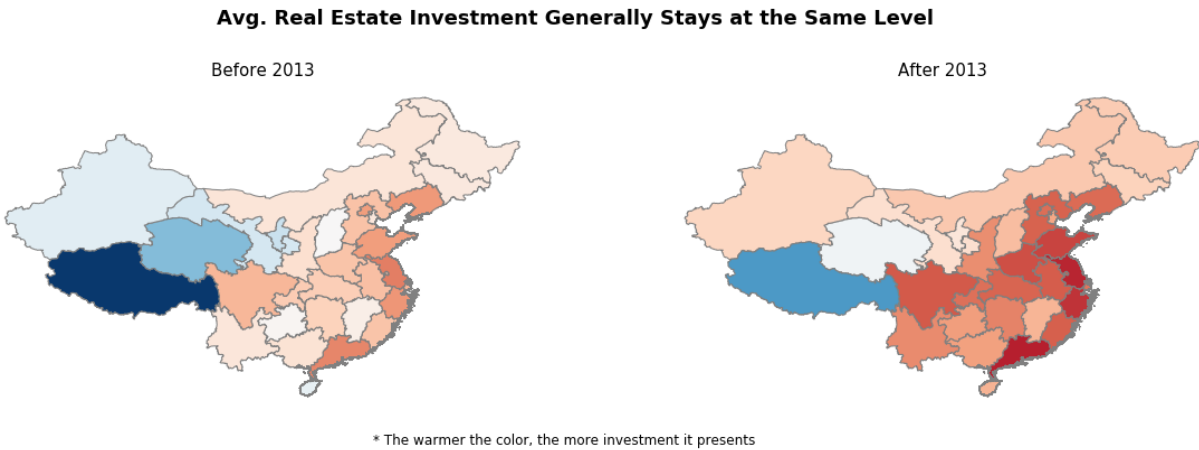 Avg. Real Estate Investment Generally Stays at the Same Level
Before 2013
After 2013
* The warmer the color, the more investment it presents